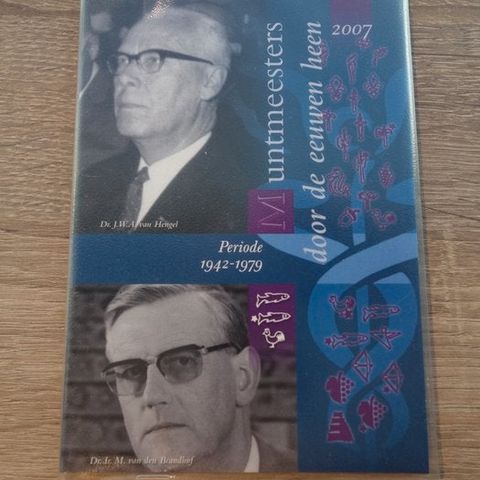 Muntmeesters
door de eeuwen heen
2007
Dr. J.W.A. van Hengel
Periode
1942-1979
Dr. Ir. M. van den Brandhof